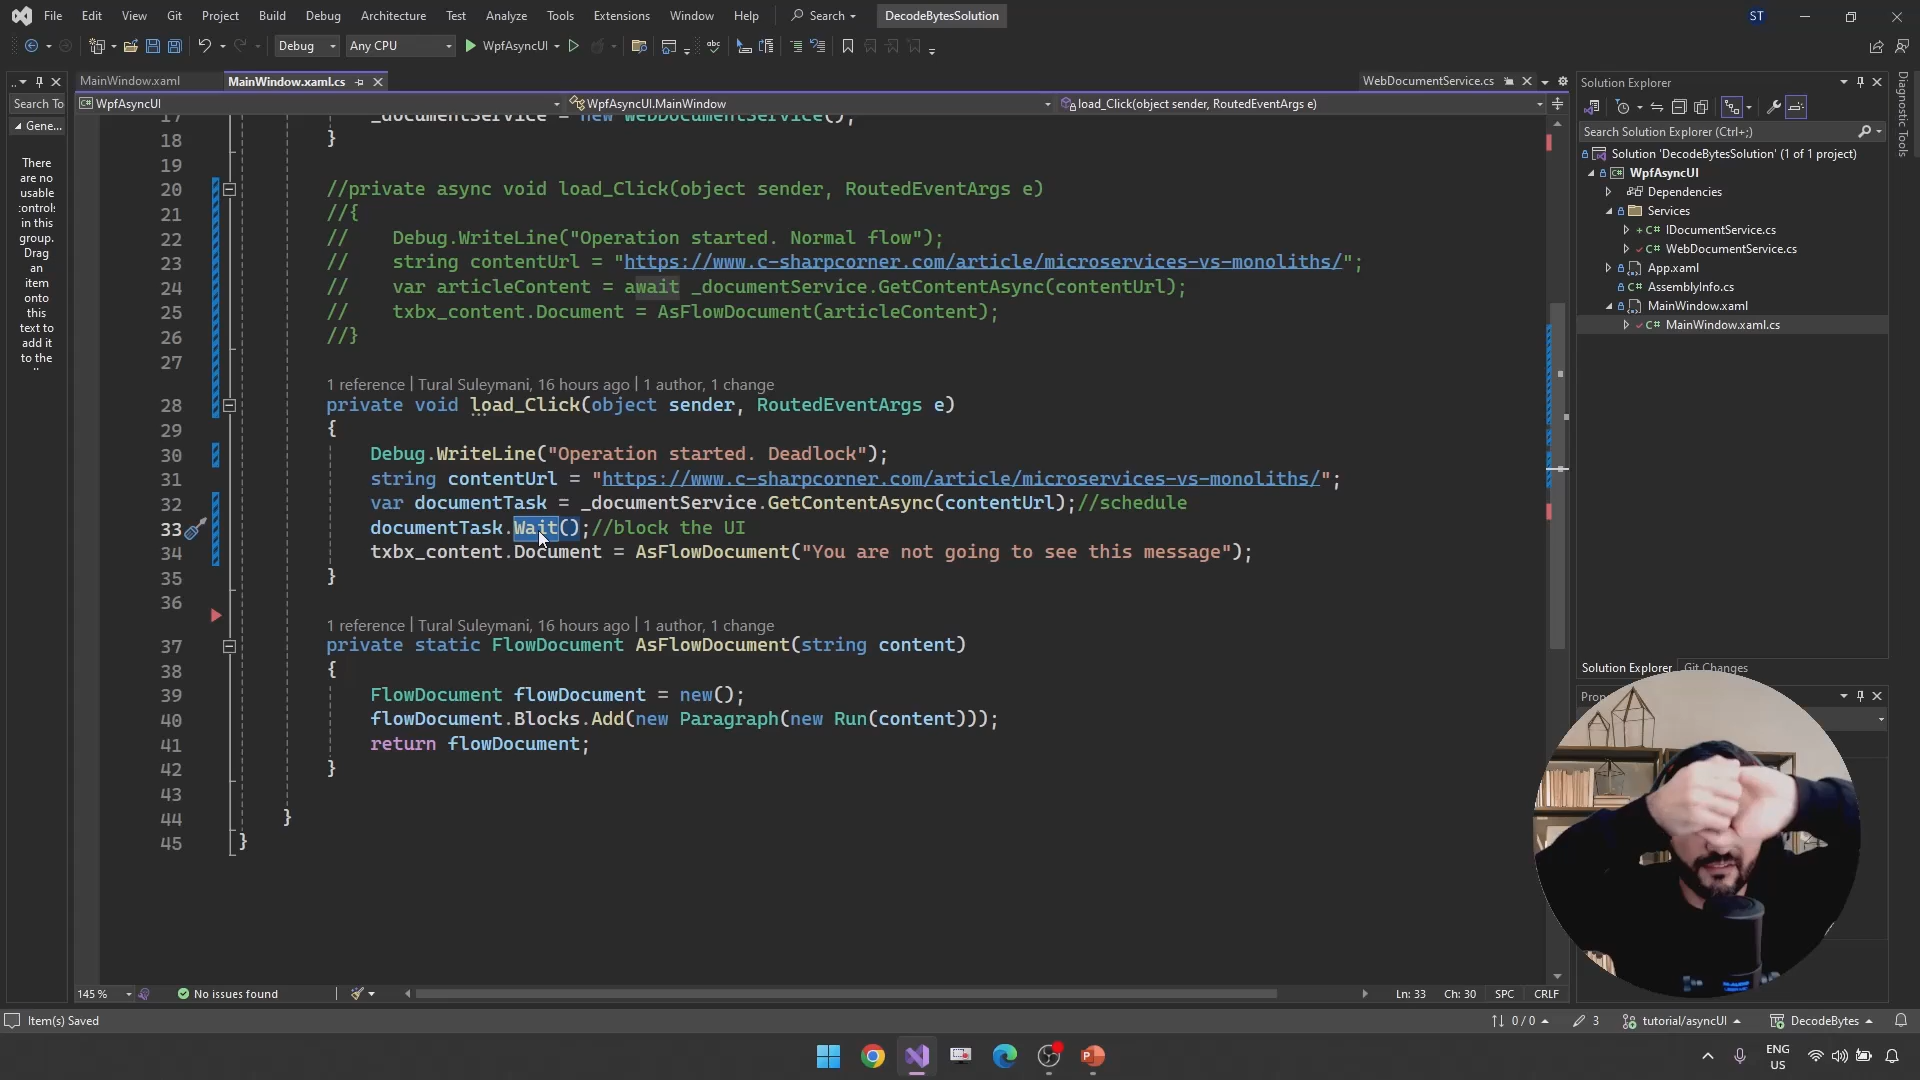 File Edit View Git Project Build Debug Architecture Test Analyze Tools Extensions Window Help Search DecodeBytesSolution ST
Debug Any CPU WpfAsyncUI
MainWindow.xaml MainWindow.xaml.cs WebDocumentService.cs
WpfAsyncUI WpfAsyncUI.MainWindow load_Click(object sender, RoutedEventArgs e)
Search To
Gene...
There
are no
usable
controls
in this
group.
Drag
an
item
onto
this
text to
add it
to the
17 _documentService = new WebDocumentService();
18 }
19
20 //private async void load_Click(object sender, RoutedEventArgs e)
21 //{
22 // Debug.WriteLine("Operation started. Normal flow");
23 // string contentUrl = "https://www.c-sharpcorner.com/article/microservices-vs-monoliths/";
24 // var articleContent = await _documentService.GetContentAsync(contentUrl);
25 // txbx_content.Document = AsFlowDocument(articleContent);
26 //}
27
1 reference | Tural Suleymani, 16 hours ago | 1 author, 1 change
28 private void load_Click(object sender, RoutedEventArgs e)
29 {
30 Debug.WriteLine("Operation started. Deadlock");
31 string contentUrl = "https://www.c-sharpcorner.com/article/microservices-vs-monoliths/";
32 var documentTask = _documentService.GetContentAsync(contentUrl);//schedule
33 documentTask.Wait();//block the UI
34 txbx_content.Document = AsFlowDocument("You are not going to see this message");
35 }
36
1 reference | Tural Suleymani, 16 hours ago | 1 author, 1 change
37 private static FlowDocument AsFlowDocument(string content)
38 {
39 FlowDocument flowDocument = new();
40 flowDocument.Blocks.Add(new Paragraph(new Run(content)));
41 return flowDocument;
42 }
43
44 }
45 }
Solution Explorer
Search Solution Explorer (Ctrl+;)
Solution 'DecodeBytesSolution' (1 of 1 project)
WpfAsyncUI
Dependencies
Services
C# IDocumentService.cs
C# WebDocumentService.cs
App.xaml
C# AssemblyInfo.cs
MainWindow.xaml
C# MainWindow.xaml.cs
Solution Explorer Git Changes
Diagnostic Tools
145 % No issues found Ln: 33 Ch: 30 SPC CRLF
Item(s) Saved 0 / 0 3 tutorial/asyncUI DecodeBytes
ENG
US